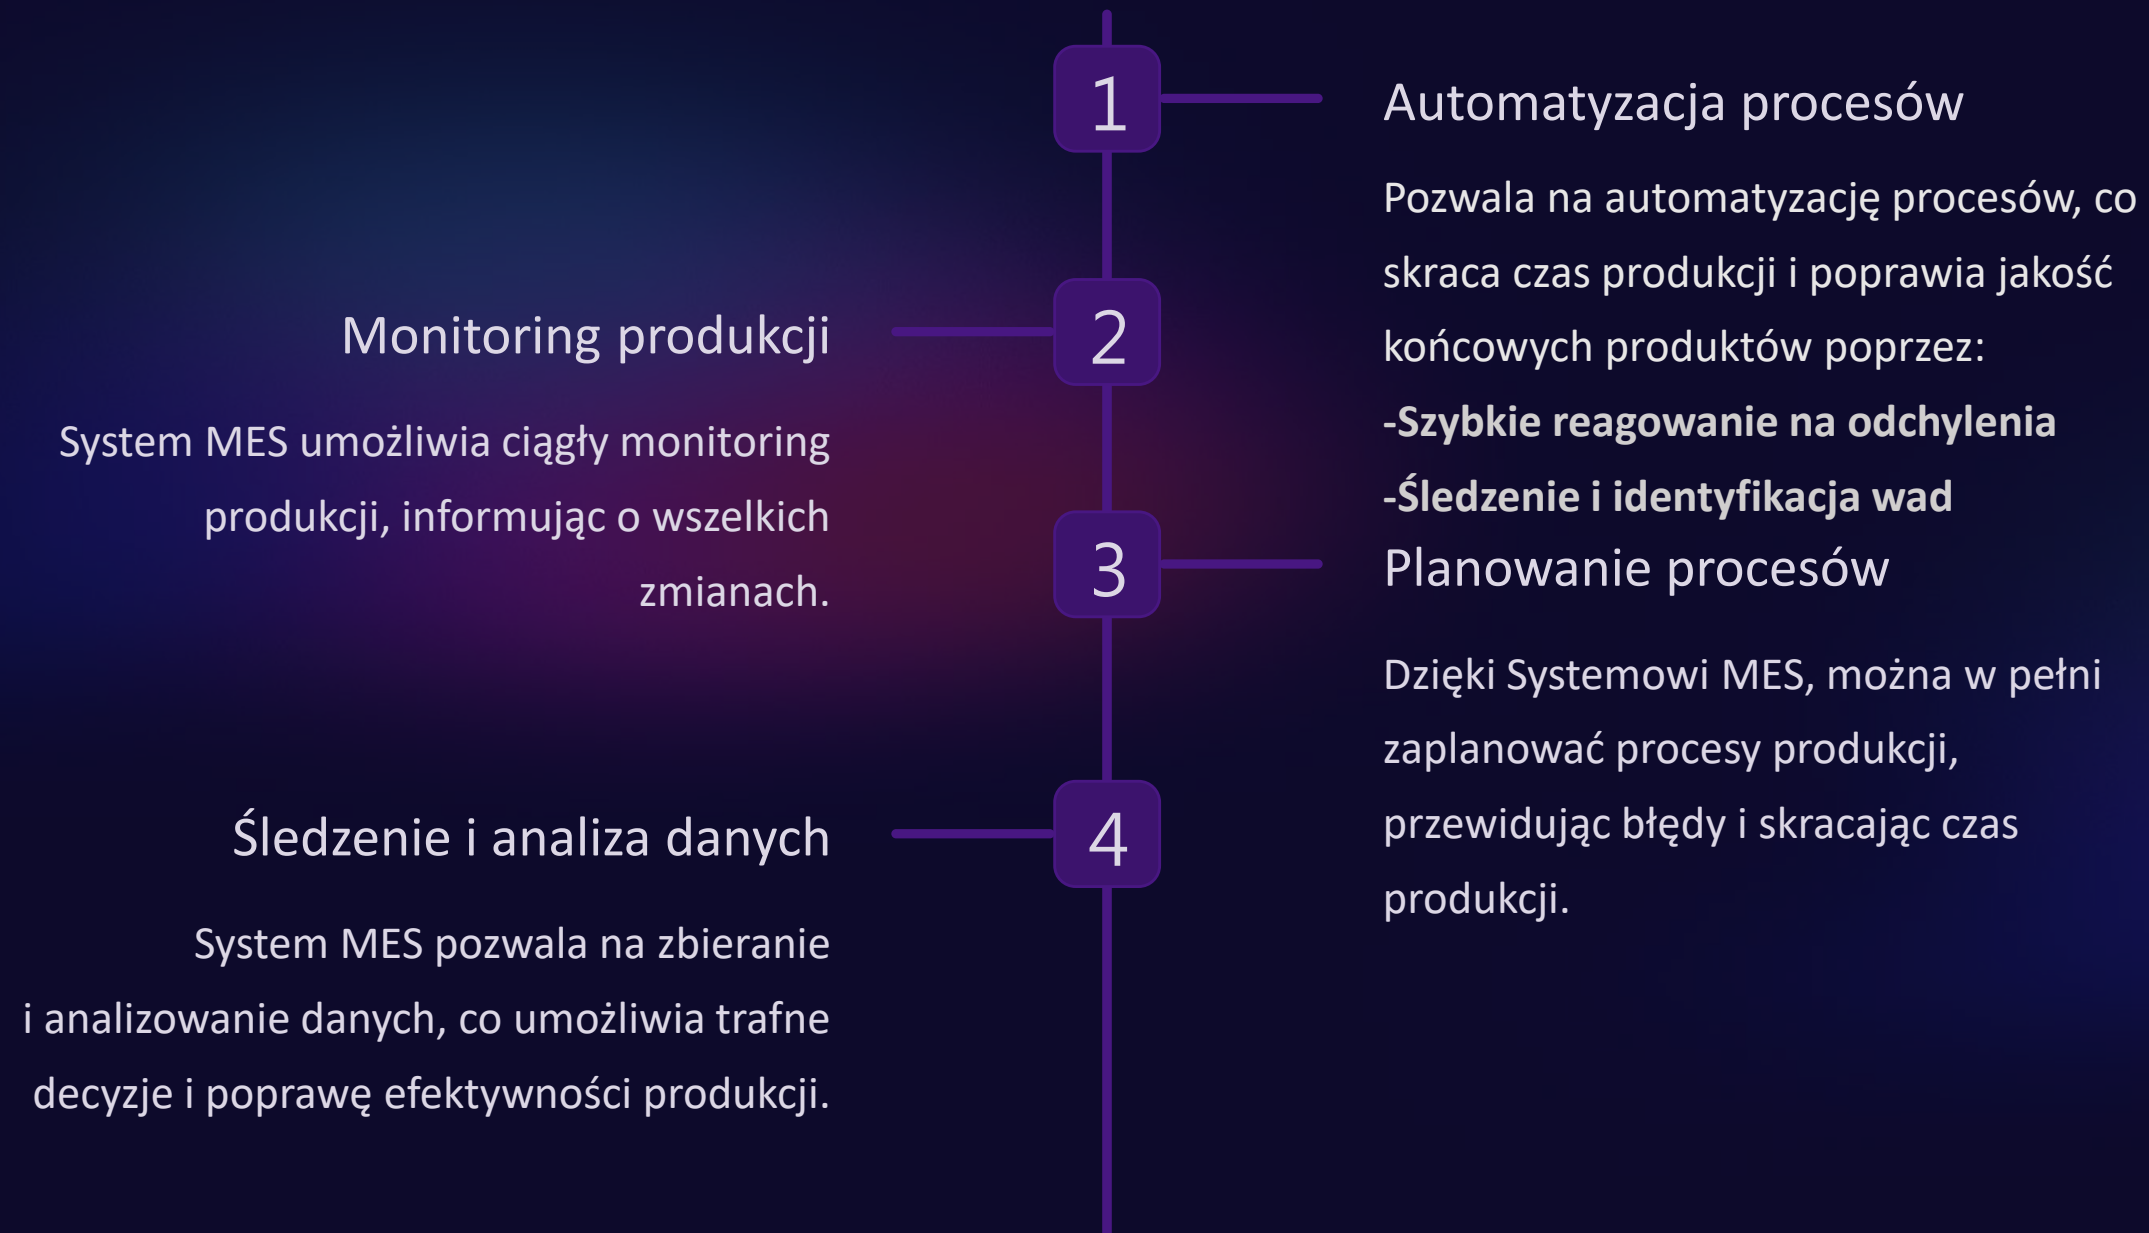 1
Automatyzacja procesów
Pozwala na automatyzację procesów, co
skraca czas produkcji i poprawia jakość
końcowych produktów poprzez:
-Szybkie reagowanie na odchylenia
-Śledzenie i identyfikacja wad
2
Monitoring produkcji
System MES umożliwia ciągły monitoring
produkcji, informując o wszelkich
zmianach.
3
Planowanie procesów
Dzięki Systemowi MES, można w pełni
zaplanować procesy produkcji,
przewidując błędy i skracając czas
produkcji.
4
Śledzenie i analiza danych
System MES pozwala na zbieranie
i analizowanie danych, co umożliwia trafne
decyzje i poprawę efektywności produkcji.